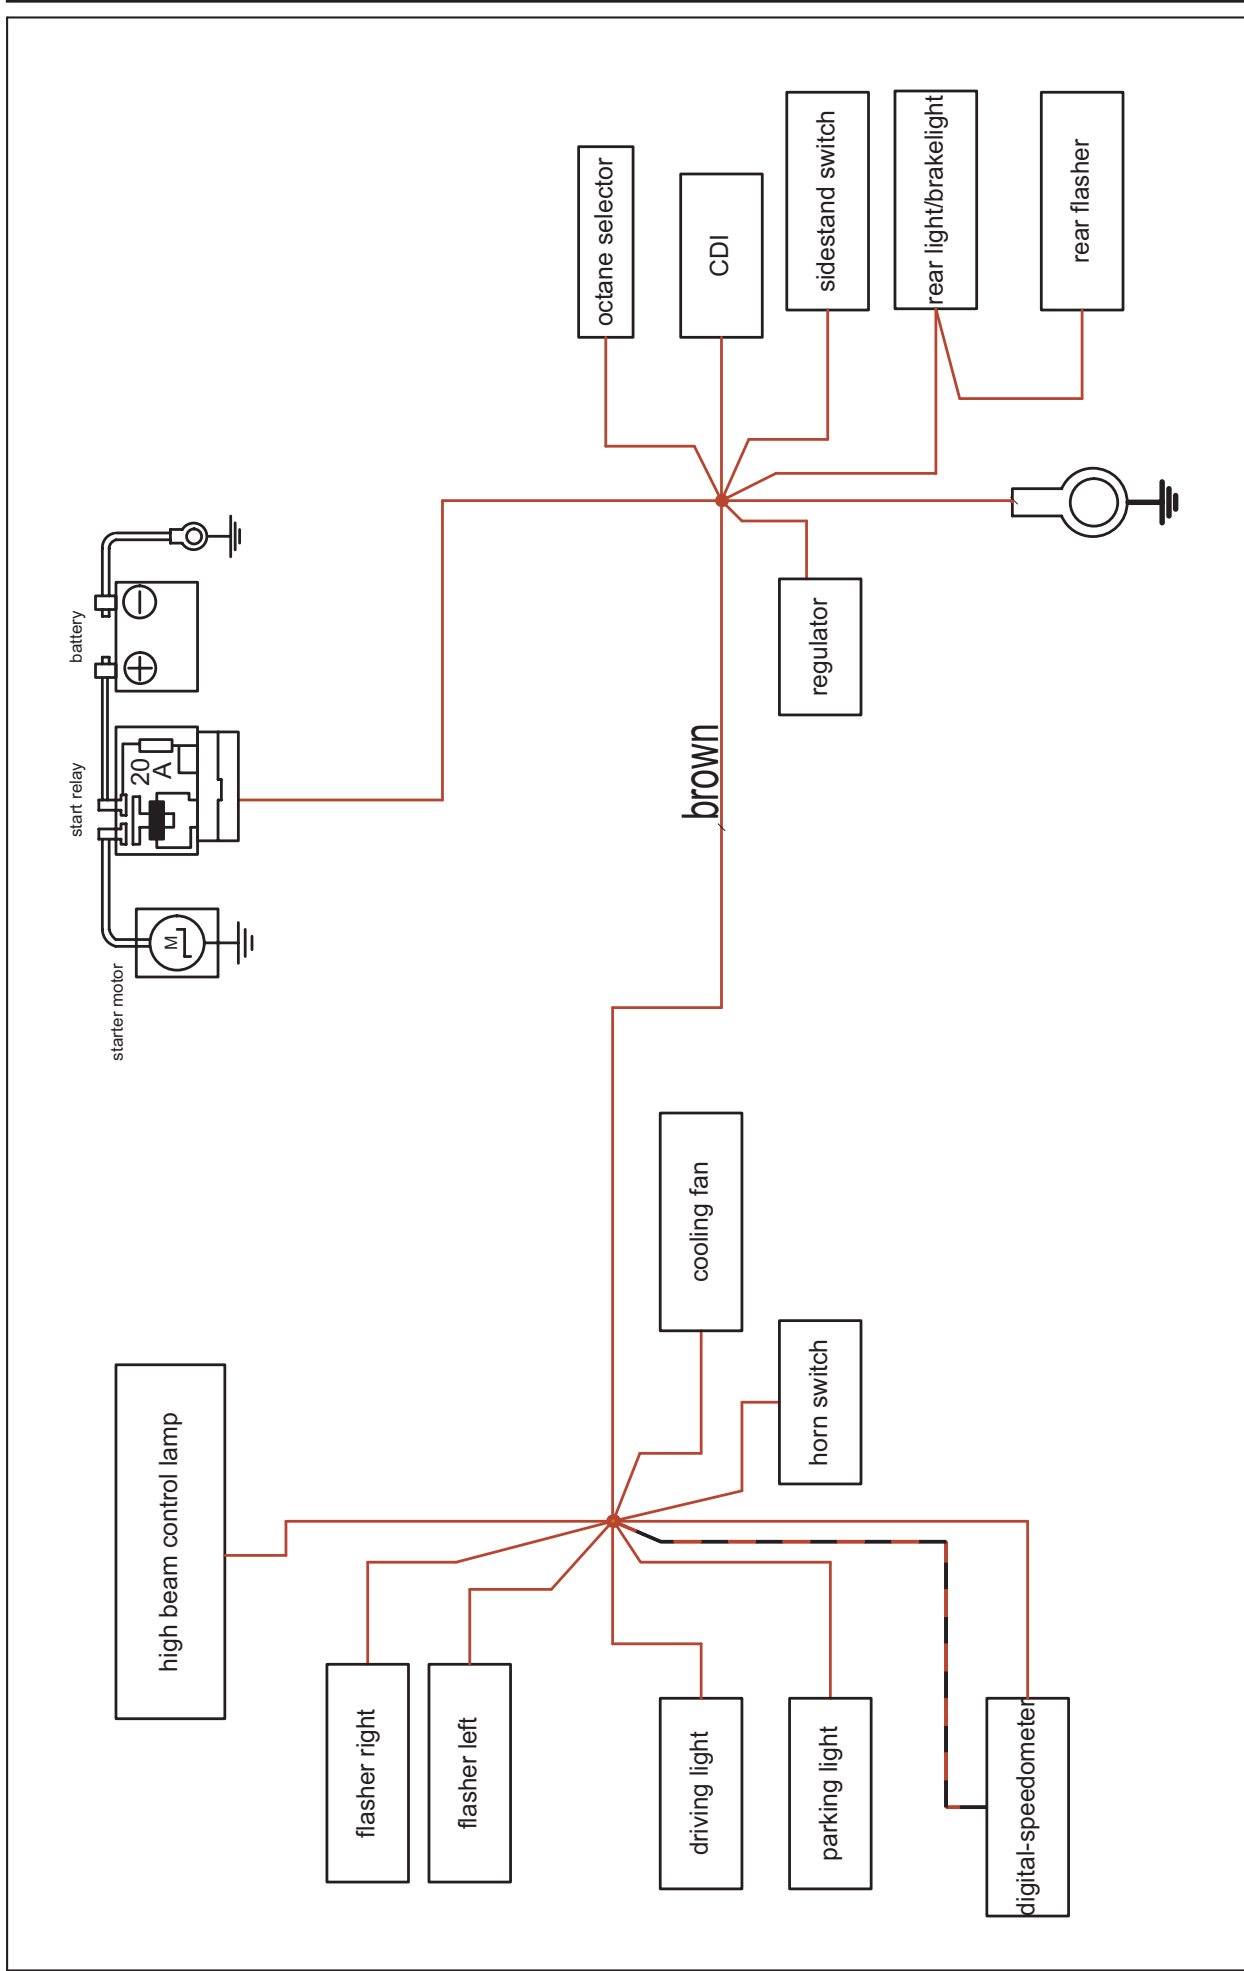 high beam control lamp
flasher right
flasher left
driving light
parking light
digital-speedometer
horn switch
cooling fan
starter motor
M
start relay
20
A
battery
brown
regulator
octane selector
CDI
sidestand switch
rear light/brakelight
rear flasher